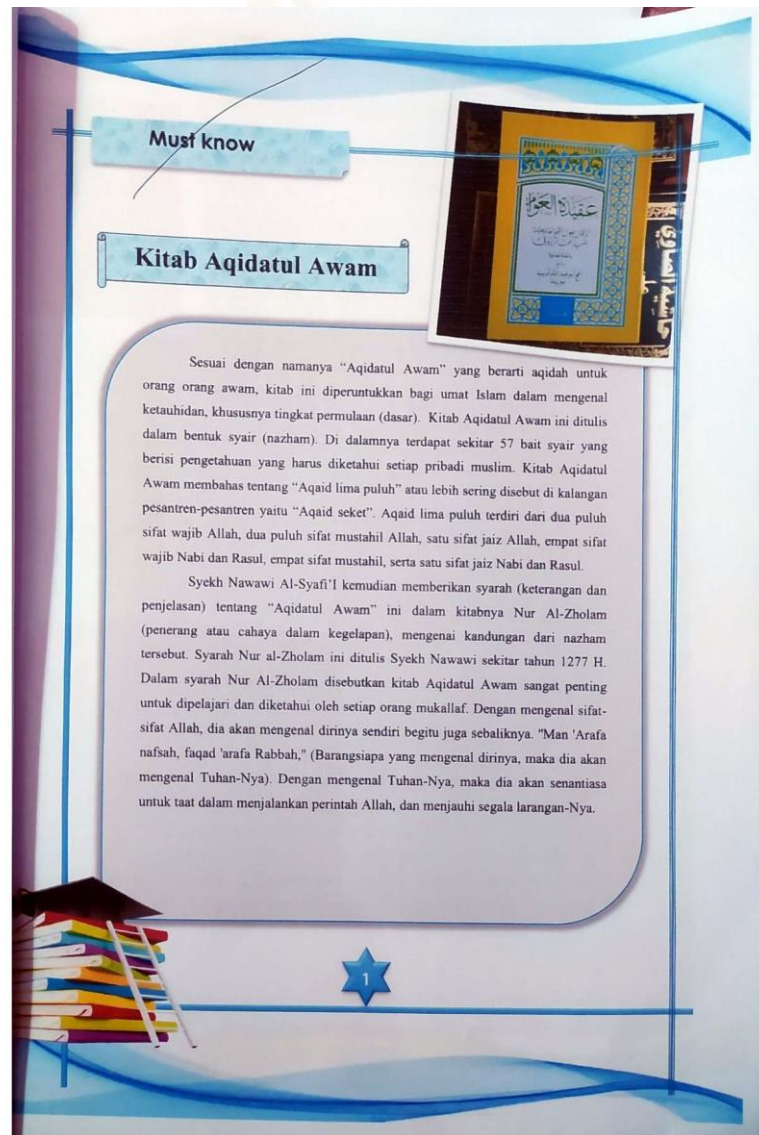 Must know
عقيدة العوام
حاشية الصاوي
Kitab Aqidatul Awam
Sesuai dengan namanya “Aqidatul Awam” yang berarti aqidah untuk
orang orang awam, kitab ini diperuntukkan bagi umat Islam dalam mengenal
ketauhidan, khususnya tingkat permulaan (dasar). Kitab Aqidatul Awam ini ditulis
dalam bentuk syair (nazham). Di dalamnya terdapat sekitar 57 bait syair yang
berisi pengetahuan yang harus diketahui setiap pribadi muslim. Kitab Aqidatul
Awam membahas tentang “Aqaid lima puluh” atau lebih sering disebut di kalangan
pesantren-pesantren yaitu “Aqaid seket”. Aqaid lima puluh terdiri dari dua puluh
sifat wajib Allah, dua puluh sifat mustahil Allah, satu sifat jaiz Allah, empat sifat
wajib Nabi dan Rasul, empat sifat mustahil, serta satu sifat jaiz Nabi dan Rasul.
Syekh Nawawi Al-Syafi’I kemudian memberikan syarah (keterangan dan
penjelasan) tentang “Aqidatul Awam” ini dalam kitabnya Nur Al-Zholam
(penerang atau cahaya dalam kegelapan), mengenai kandungan dari nazham
tersebut. Syarah Nur al-Zholam ini ditulis Syekh Nawawi sekitar tahun 1277 H.
Dalam syarah Nur Al-Zholam disebutkan kitab Aqidatul Awam sangat penting
untuk dipelajari dan diketahui oleh setiap orang mukallaf. Dengan mengenal sifat-
sifat Allah, dia akan mengenal dirinya sendiri begitu juga sebaliknya. "Man 'Arafa
nafsah, faqad 'arafa Rabbah," (Barangsiapa yang mengenal dirinya, maka dia akan
mengenal Tuhan-Nya). Dengan mengenal Tuhan-Nya, maka dia akan senantiasa
untuk taat dalam menjalankan perintah Allah, dan menjauhi segala larangan-Nya.
1